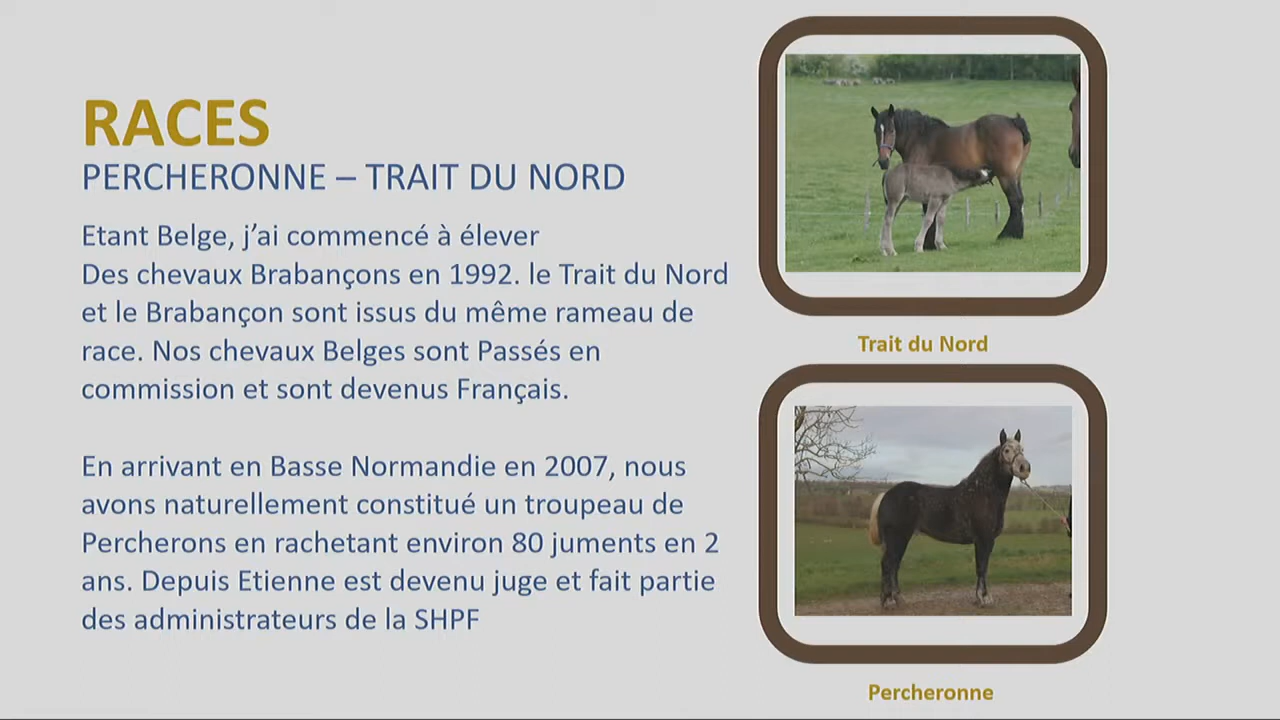 RACES
PERCHERONNE – TRAIT DU NORD
Etant Belge, j’ai commencé à élever
Des chevaux Brabançons en 1992. le Trait du Nord
et le Brabançon sont issus du même rameau de
race. Nos chevaux Belges sont Passés en
commission et sont devenus Français.
En arrivant en Basse Normandie en 2007, nous
avons naturellement constitué un troupeau de
Percherons en rachetant environ 80 juments en 2
ans. Depuis Etienne est devenu juge et fait partie
des administrateurs de la SHPF
Trait du Nord
Percheronne